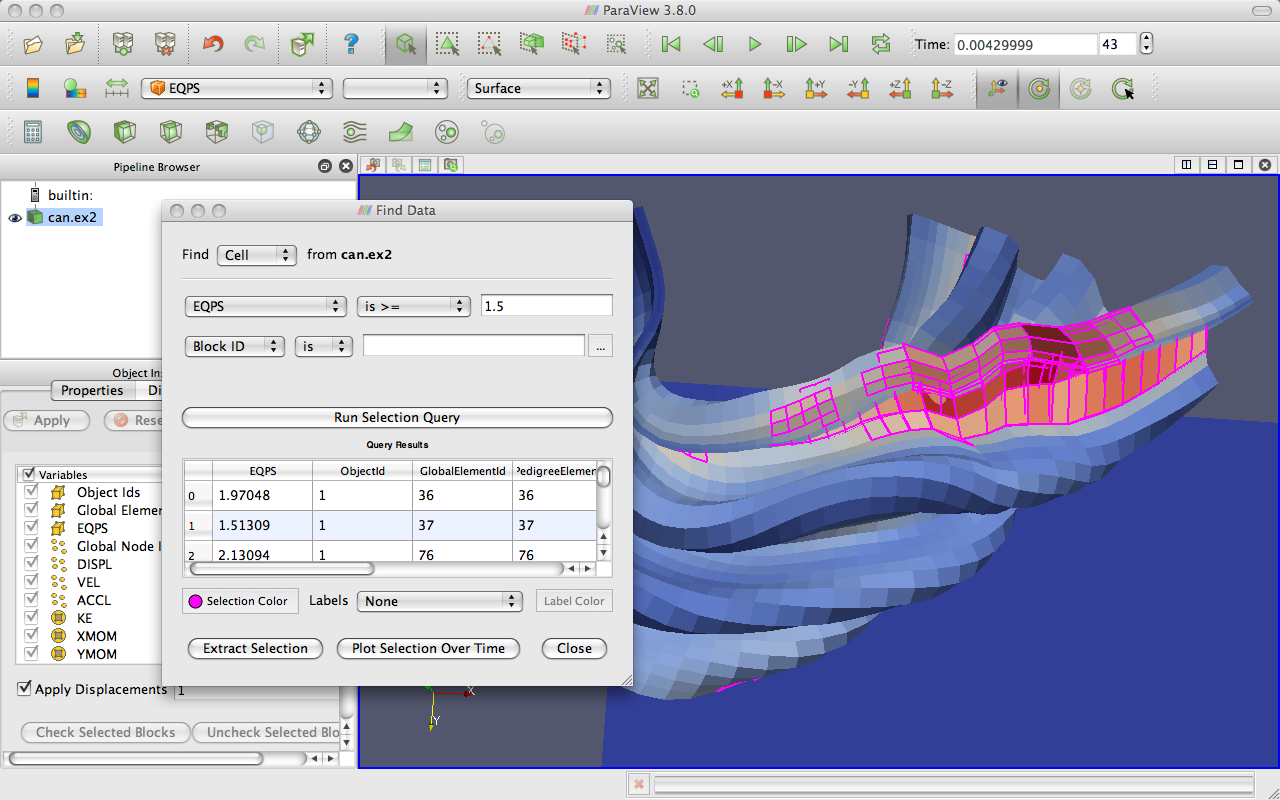 ParaView 3.8.0
Time: 0.00429999 43
EQPS Surface
+X -X +Y -Y +Z -Z
Pipeline Browser
builtin:
can.ex2
Find Data
Find Cell from can.ex2
EQPS is >= 1.5
Block ID is ...
Run Selection Query
Query Results
EQPS ObjectId GlobalElementId PedigreeElemen
0 1.97048 1 36 36
1 1.51309 1 37 37
2 2.13094 1 76 76
Selection Color Labels None Label Color
Extract Selection Plot Selection Over Time Close
Object Ins
Properties Di
Apply Rese
Variables
Object Ids
Global Elemen
EQPS
Global Node I
DISPL
VEL
ACCL
KE
XMOM
YMOM
Apply Displacements 1
Check Selected Blocks Uncheck Selected Blo
X
Y